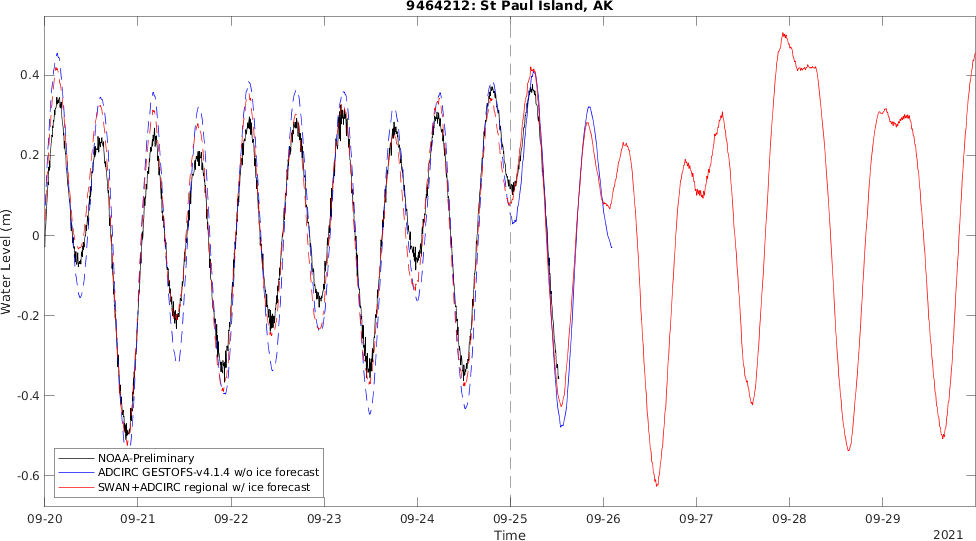 9464212: St Paul Island, AK
0.4
0.2
0
-0.2
-0.4
-0.6
Water Level (m)
NOAA-Preliminary
ADCIRC GESTOFS-v4.1.4 w/o ice forecast
SWAN+ADCIRC regional w/ ice forecast
09-20 09-21 09-22 09-23 09-24 09-25 09-26 09-27 09-28 09-29
Time
2021